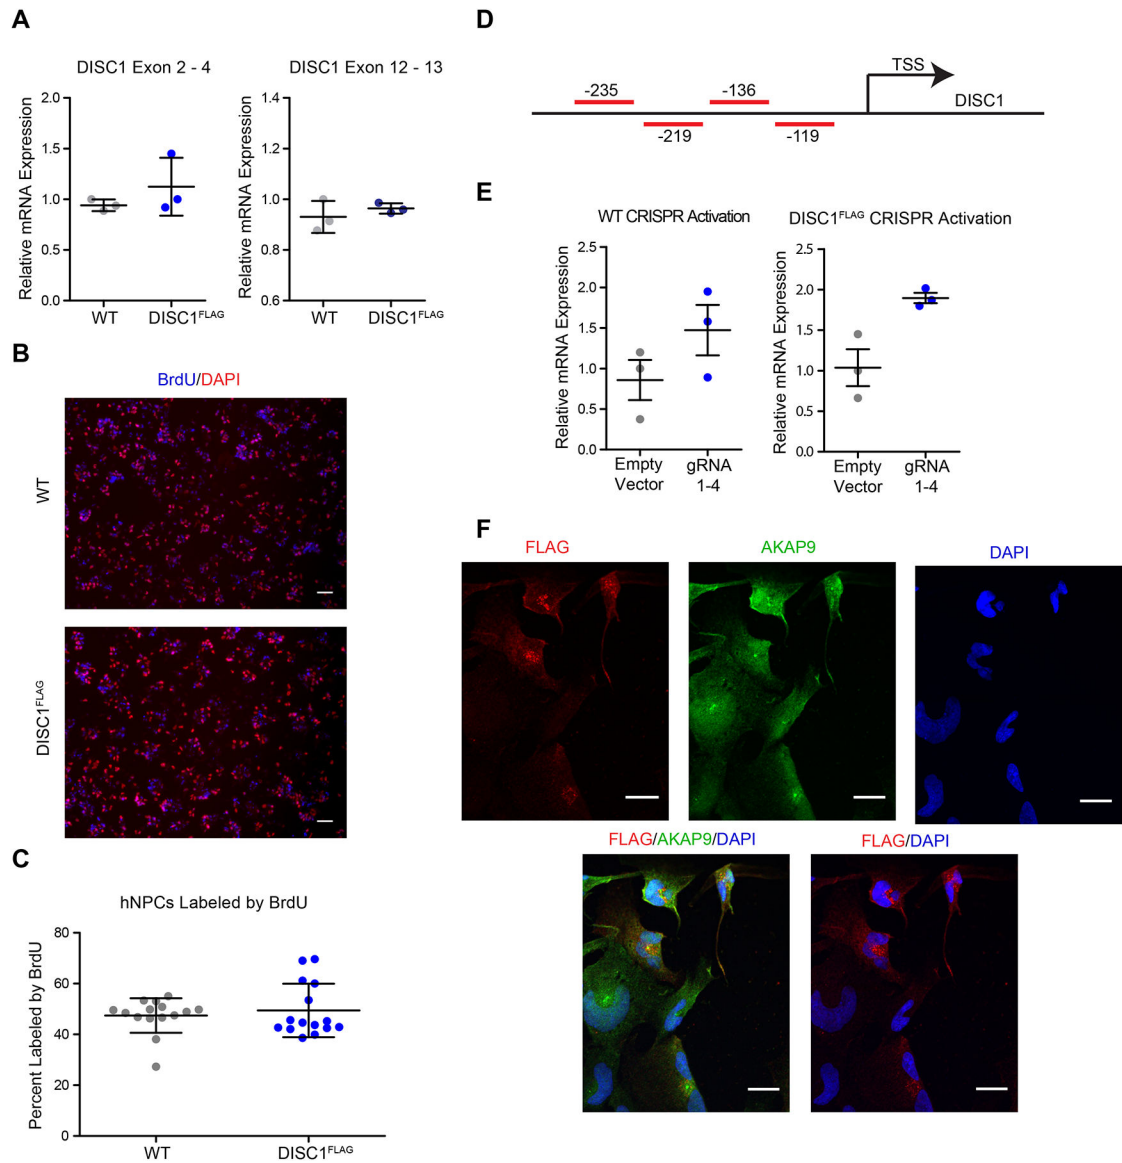 A
DISC1 Exon 2 - 4
Relative mRNA Expression
2.0
1.5
1.0
0.5
0.0
WT
DISC1FLAG
DISC1 Exon 12 - 13
Relative mRNA Expression
1.4
1.2
1.0
0.8
0.6
WT
DISC1FLAG
B
BrdU/DAPI
WT
DISC1FLAG
C
hNPCs Labeled by BrdU
Percent Labeled by BrdU
80
60
40
20
0
WT
DISC1FLAG
D
-235
-136
TSS
DISC1
-219
-119
E
WT CRISPR Activation
Relative mRNA Expression
2.5
2.0
1.5
1.0
0.5
0.0
Empty
Vector
gRNA
1-4
DISC1FLAG CRISPR Activation
Relative mRNA Expression
2.5
2.0
1.5
1.0
0.5
0.0
Empty
Vector
gRNA
1-4
F
FLAG
AKAP9
DAPI
FLAG/AKAP9/DAPI
FLAG/DAPI